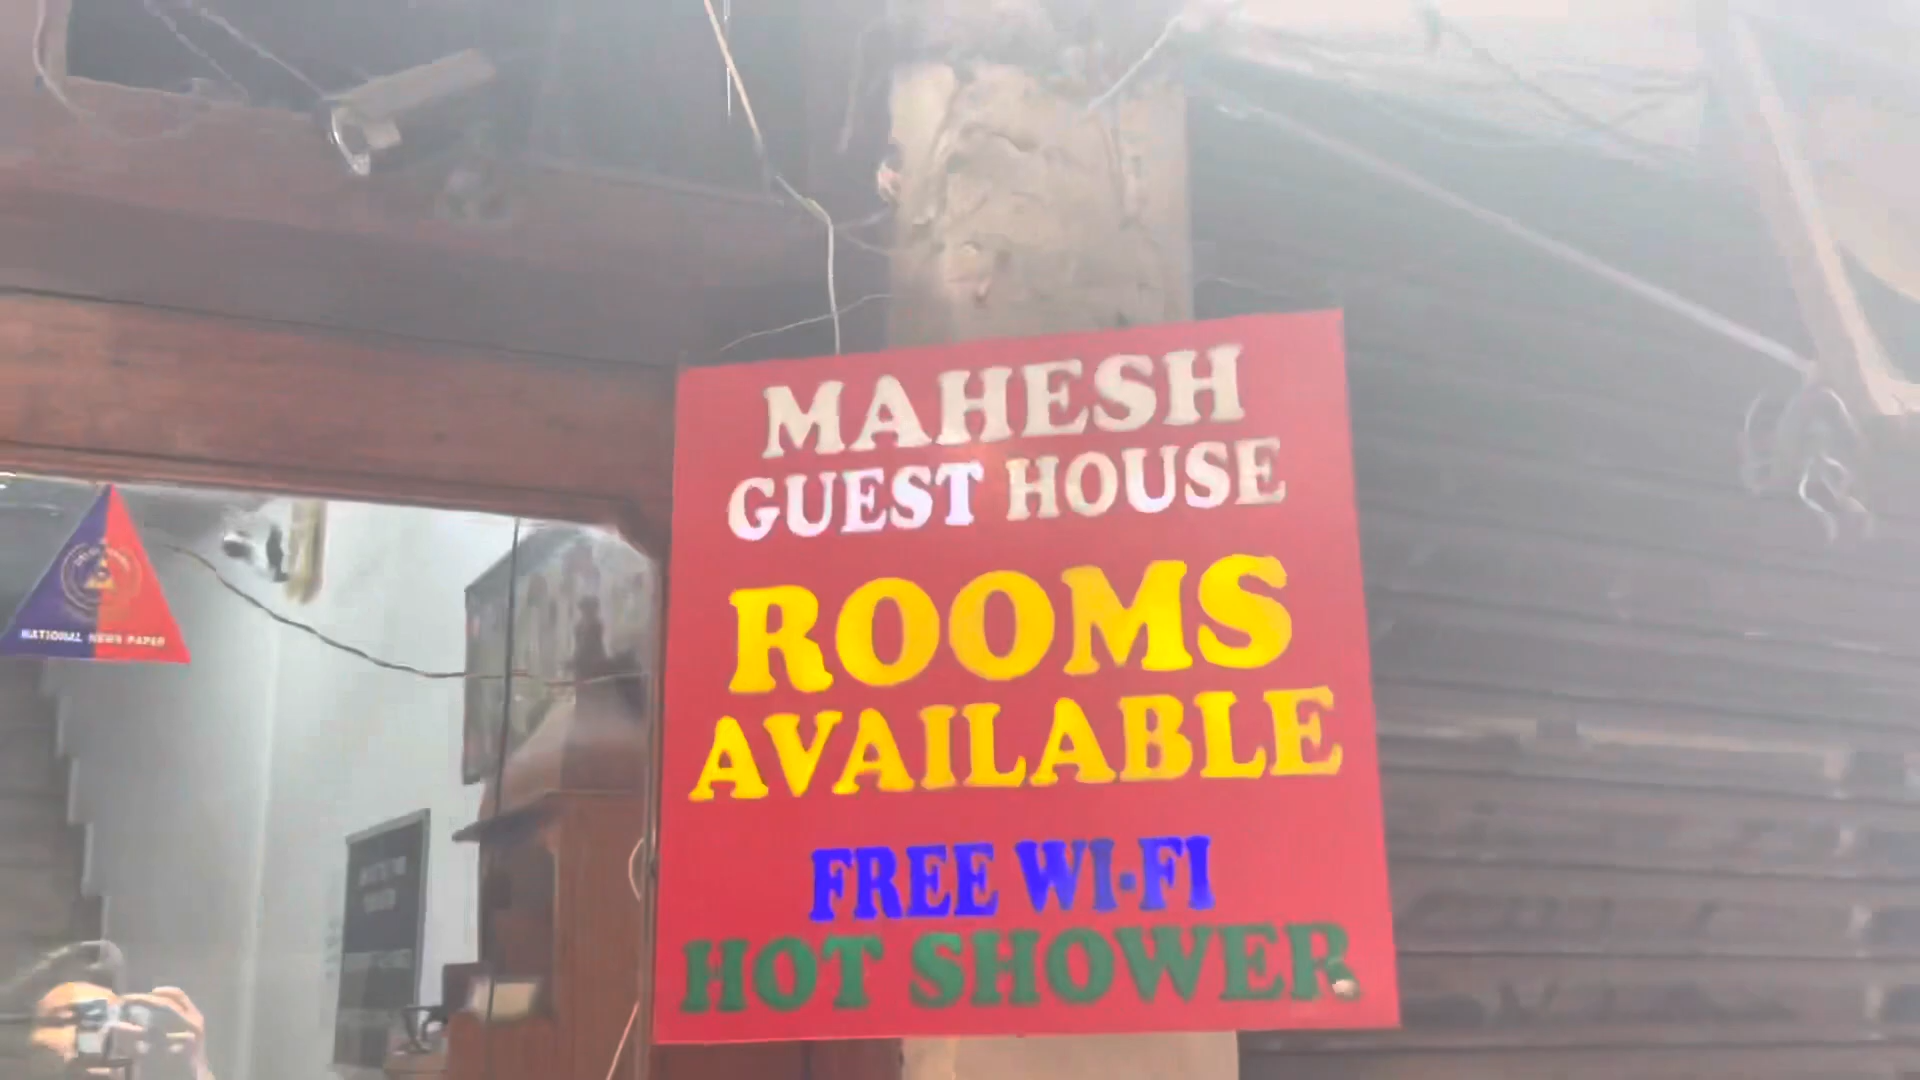 MAHESH
GUEST HOUSE
ROOMS
AVAILABLE
FREE WI-FI
HOT SHOWER
NATIONAL NEWS PAPER